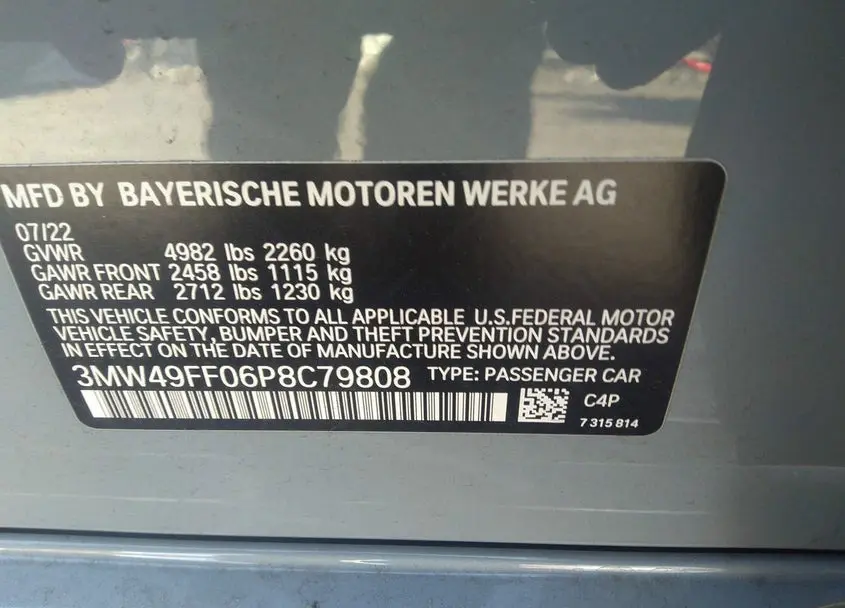 MFD BY BAYERISCHE MOTOREN WERKE AG
07/22
GVWR 4982 lbs 2260 kg
GAWR FRONT 2458 lbs 1115 kg
GAWR REAR 2712 lbs 1230 kg
THIS VEHICLE CONFORMS TO ALL APPLICABLE U.S.FEDERAL MOTOR
VEHICLE SAFETY, BUMPER AND THEFT PREVENTION STANDARDS
IN EFFECT ON THE DATE OF MANUFACTURE SHOWN ABOVE.
3MW49FF06P8C79808 TYPE: PASSENGER CAR
C4P
7 315 814